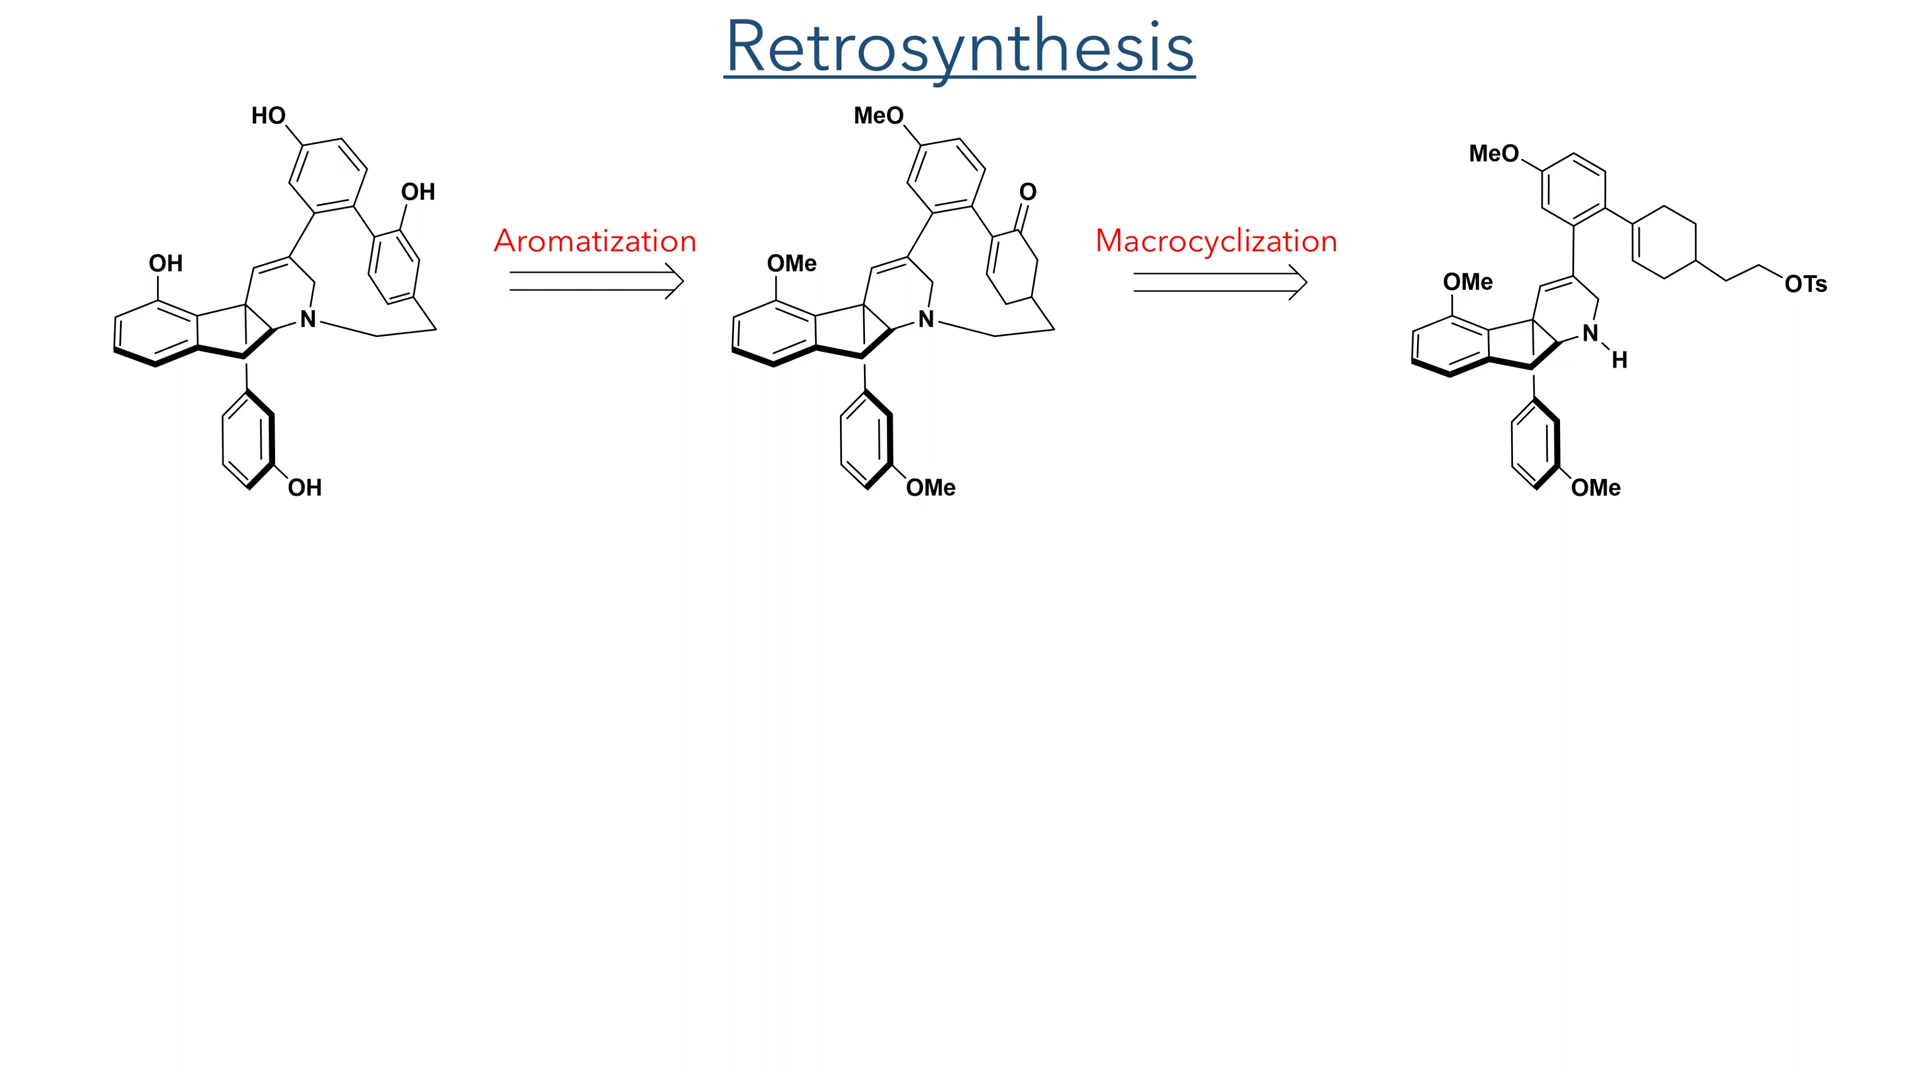 Retrosynthesis
HO
OH
OH
N
OH
Aromatization
MeO
O
OMe
N
OMe
Macrocyclization
MeO
OTs
OMe
N
H
OMe